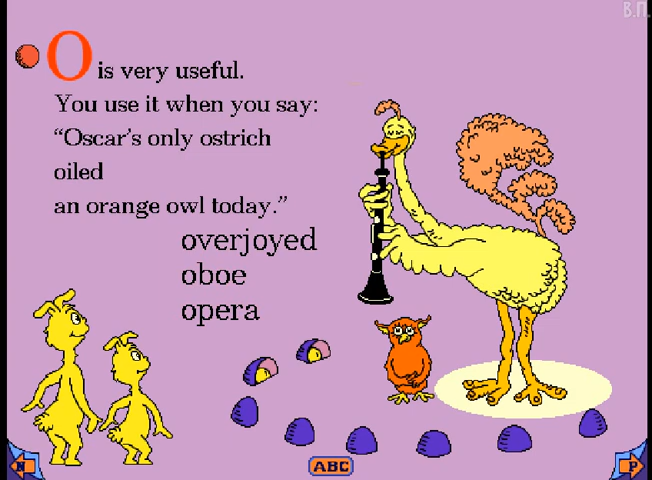 В.П.
O is very useful.
You use it when you say:
“Oscar’s only ostrich
oiled
an orange owl today.”
overjoyed
oboe
opera
N
ABC
P